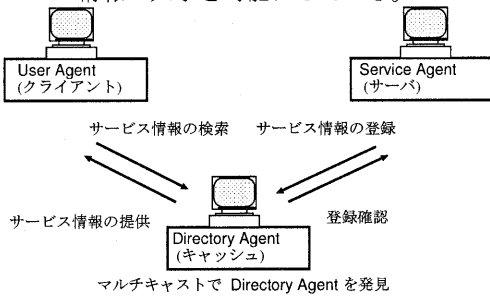 User Agent
(クライアント)
Service Agent
(サーバ)
サービス情報の検索
サービス情報の登録
サービス情報の提供
登録確認
Directory Agent
(キャッシュ)
マルチキャストで Directory Agent を発見